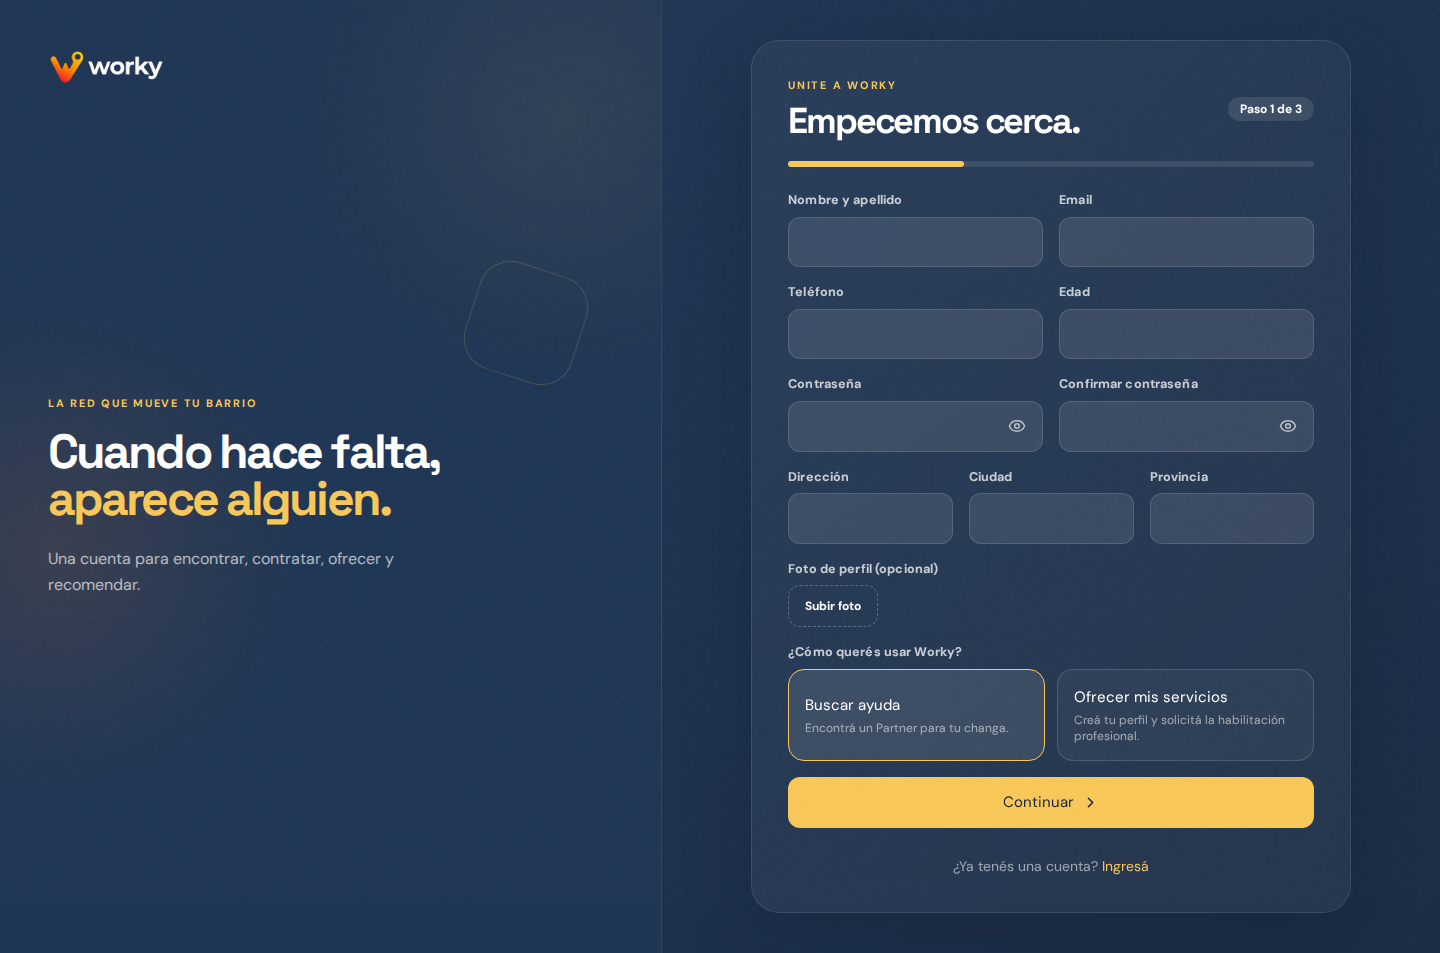 worky
LA RED QUE MUEVE TU BARRIO
Cuando hace falta,
aparece alguien.
Una cuenta para encontrar, contratar, ofrecer y
recomendar.
UNITE A WORKY
Empecemos cerca.
Paso 1 de 3
Nombre y apellido
Email
Teléfono
Edad
Contraseña
Confirmar contraseña
Dirección
Ciudad
Provincia
Foto de perfil (opcional)
Subir foto
¿Cómo querés usar Worky?
Buscar ayuda
Encontrá un Partner para tu changa.
Ofrecer mis servicios
Creá tu perfil y solicitá la habilitación
profesional.
Continuar
¿Ya tenés una cuenta? Ingresá